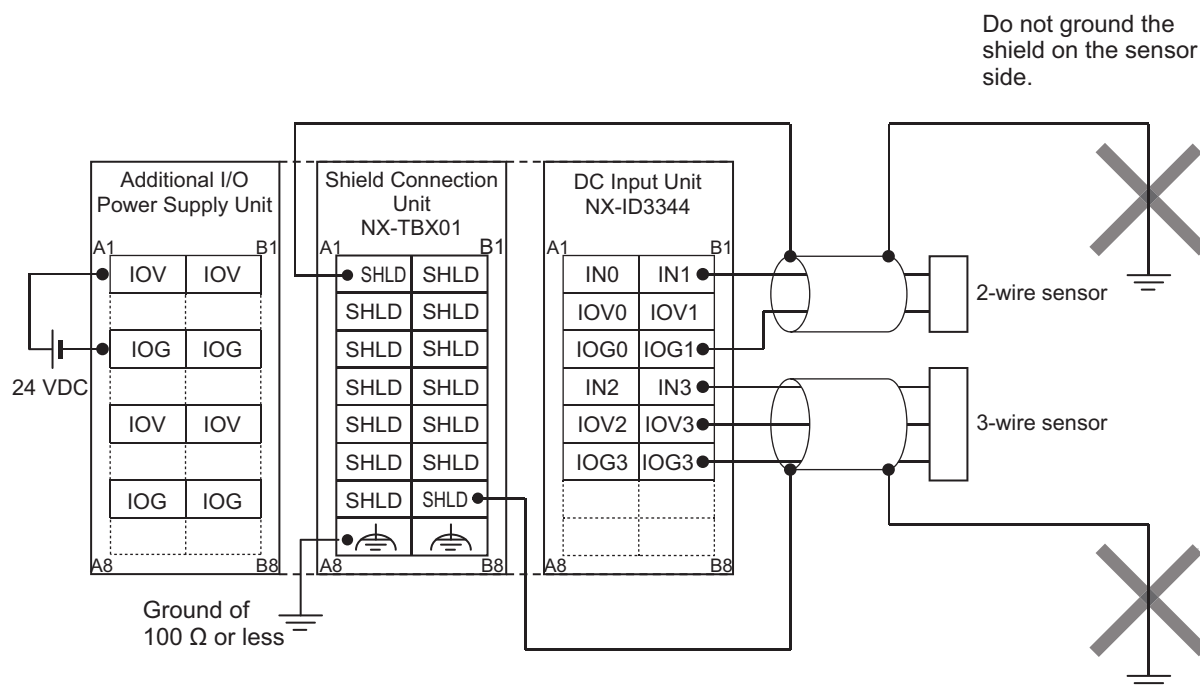 Do not ground the
shield on the sensor
side.
Additional I/O
Power Supply Unit
A1 B1
IOV IOV
IOG IOG
IOV IOV
IOG IOG
A8 B8
24 VDC
Shield Connection
Unit
NX-TBX01
A1 B1
SHLD SHLD
SHLD SHLD
SHLD SHLD
SHLD SHLD
SHLD SHLD
SHLD SHLD
SHLD SHLD
A8 B8
Ground of
100 Ω or less
DC Input Unit
NX-ID3344
A1 B1
IN0 IN1
IOV0 IOV1
IOG0 IOG1
IN2 IN3
IOV2 IOV3
IOG3 IOG3
A8 B8
2-wire sensor
3-wire sensor